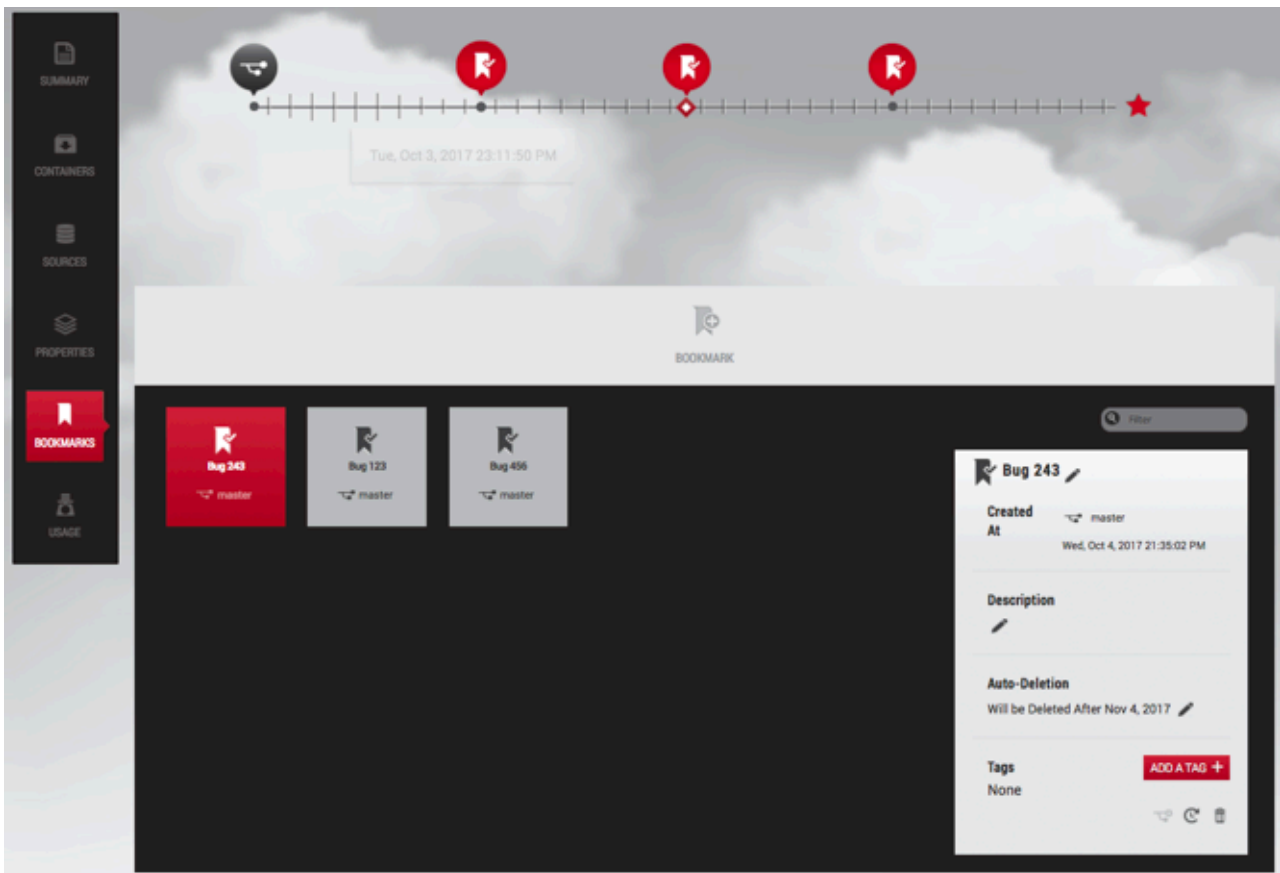 SUMMARY
CONTAINERS
SOURCES
PROPERTIES
BOOKMARKS
USAGE
Tue, Oct 3, 2017 23:11:50 PM
BOOKMARK
Bug 243
master
Bug 123
master
Bug 456
master
Filter
Bug 243
Created At
master
Wed, Oct 4, 2017 21:35:02 PM
Description
Auto-Deletion
Will be Deleted After Nov 4, 2017
Tags
ADD A TAG +
None